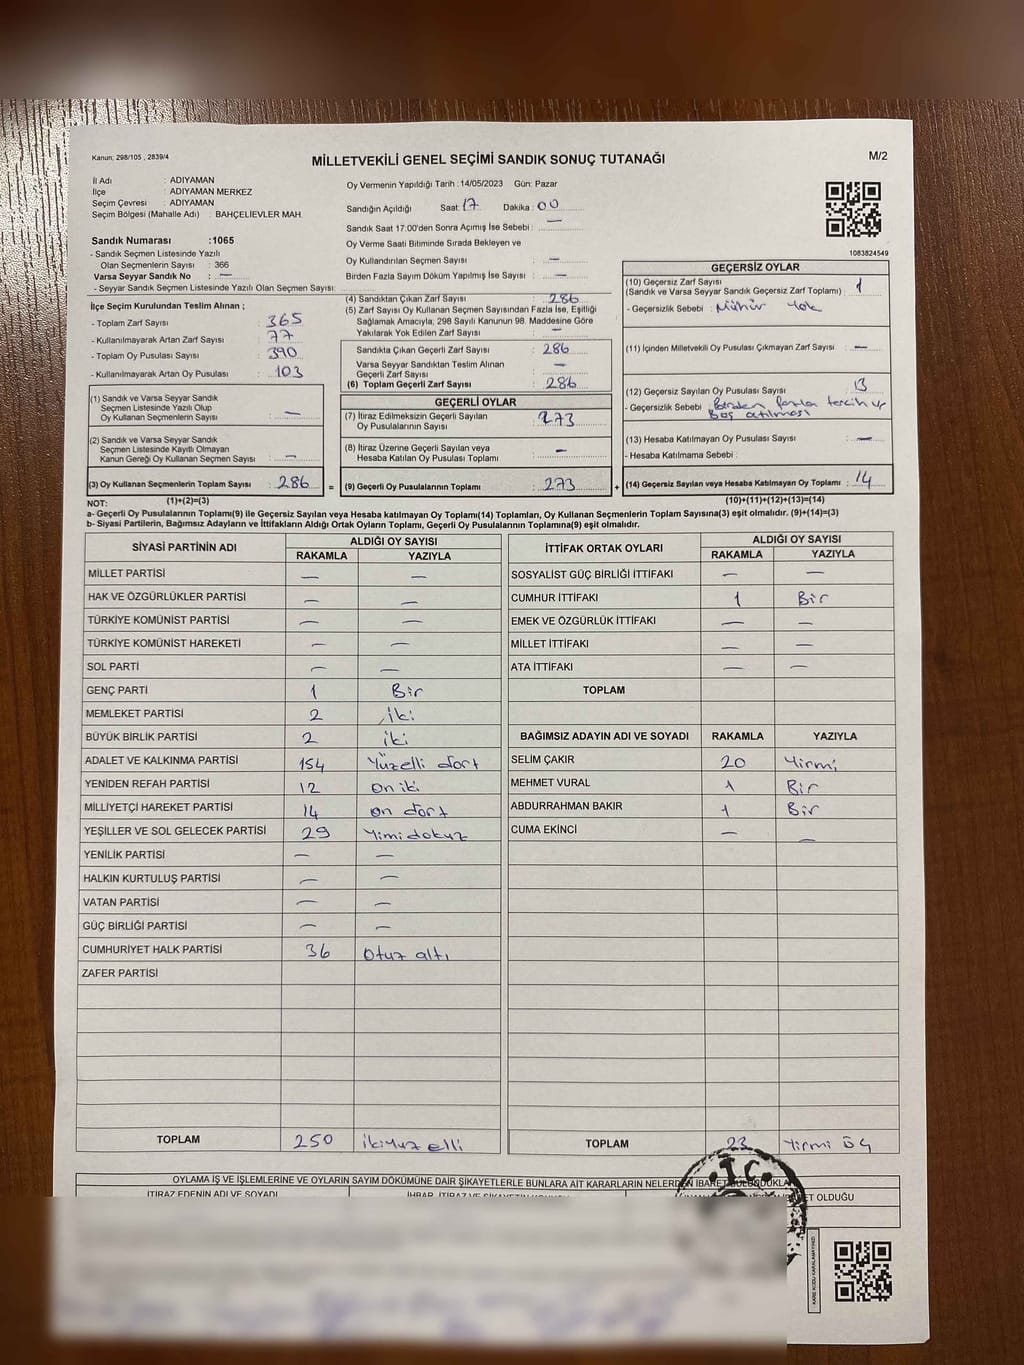 Kanun; 298/105 , 2839/4
MİLLETVEKİLİ GENEL SEÇİMİ SANDIK SONUÇ TUTANAĞI
M/2
İl Adı : ADIYAMAN
İlçe : ADIYAMAN MERKEZ
Seçim Çevresi : ADIYAMAN
Seçim Bölgesi (Mahalle Adı) : BAHÇELİEVLER MAH.
Sandık Numarası :1065
- Sandık Seçmen Listesinde Yazılı
Olan Seçmenlerin Sayısı : 366
Varsa Seyyar Sandık No : —
- Seyyar Sandık Seçmen Listesinde Yazılı Olan Seçmen Sayısı:
İlçe Seçim Kurulundan Teslim Alınan ;
- Toplam Zarf Sayısı : 365
- Kullanılmayarak Artan Zarf Sayısı : 77
- Toplam Oy Pusulası Sayısı : 390
- Kullanılmayarak Artan Oy Pusulası : 103
(1) Sandık ve Varsa Seyyar Sandık
Seçmen Listesinde Yazılı Olup
Oy Kullanan Seçmenlerin Sayısı : —
(2) Sandık ve Varsa Seyyar Sandık
Seçmen Listesinde Kayıtlı Olmayan
Kanun Gereği Oy Kullanan Seçmen Sayısı : —
(3) Oy Kullanan Seçmenlerin Toplam Sayısı : 286
(1)+(2)=(3)
Oy Vermenin Yapıldığı Tarih : 14/05/2023 Gün: Pazar
Sandığın Açıldığı Saat: 17 Dakika: 00
Sandık Saat 17:00'den Sonra Açımış İse Sebebi : —
Oy Verme Saati Bitiminde Sırada Bekleyen ve
Oy Kullandırılan Seçmen Sayısı : —
Birden Fazla Sayım Döküm Yapılmış İse Sayısı : —
(4) Sandıktan Çıkan Zarf Sayısı : 286
(5) Zarf Sayısı Oy Kullanan Seçmen Sayısından Fazla İse, Eşitliği
Sağlamak Amacıyla; 298 Sayılı Kanunun 98. Maddesine Göre
Yakılarak Yok Edilen Zarf Sayısı : —
Sandıkta Çıkan Geçerli Zarf Sayısı : 286
Varsa Seyyar Sandıktan Teslim Alınan
Geçerli Zarf Sayısı : —
(6) Toplam Geçerli Zarf Sayısı : 286
GEÇERLİ OYLAR
(7) İtiraz Edilmeksizin Geçerli Sayılan
Oy Pusulalarının Sayısı : 273
(8) İtiraz Üzerine Geçerli Sayılan veya
Hesaba Katılan Oy Pusulası Toplamı : —
= (9) Geçerli Oy Pusulalarının Toplamı : 273 +
1083824549
GEÇERSİZ OYLAR
(10) Geçersiz Zarf Sayısı
(Sandık ve Varsa Seyyar Sandık Geçersiz Zarf Toplamı) : 1
- Geçersizlik Sebebi : Mühür Yok
(11) İçinden Milletvekili Oy Pusulası Çıkmayan Zarf Sayısı : —
(12) Geçersiz Sayılan Oy Pusulası Sayısı : 13
- Geçersizlik Sebebi : Birden fazla tercih
Boş atılması
(13) Hesaba Katılmayan Oy Pusulası Sayısı : —
- Hesaba Katılmama Sebebi :
(14) Geçersiz Sayılan veya Hesaba Katılmayan Oy Toplamı : 14
(10)+(11)+(12)+(13)=(14)
NOT:
a- Geçerli Oy Pusulalarının Toplamı(9) ile Geçersiz Sayılan veya Hesaba Katılmayan Oy Toplamı(14) Toplamları, Oy Kullanan Seçmenlerin Toplam Sayısına(3) eşit olmalıdır. (9)+(14)=(3)
b- Siyasi Partilerin, Bağımsız Adayların ve İttifakların Aldığı Ortak Oyların Toplamı, Geçerli Oy Pusulalarının Toplamına(9) eşit olmalıdır.
SİYASİ PARTİNİN ADI ALDIĞI OY SAYISI
RAKAMLA YAZIYLA
MİLLET PARTİSİ — —
HAK VE ÖZGÜRLÜKLER PARTİSİ — —
TÜRKİYE KOMÜNİST PARTİSİ — —
TÜRKİYE KOMÜNİST HAREKETİ — —
SOL PARTİ — —
GENÇ PARTİ 1 Bir
MEMLEKET PARTİSİ 2 iki
BÜYÜK BİRLİK PARTİSİ 2 iki
ADALET VE KALKINMA PARTİSİ 154 Yüzelli dört
YENİDEN REFAH PARTİSİ 12 On iki
MİLLİYETÇİ HAREKET PARTİSİ 14 on dört
YEŞİLLER VE SOL GELECEK PARTİSİ 29 Yimidokuz
YENİLİK PARTİSİ — —
HALKIN KURTULUŞ PARTİSİ — —
VATAN PARTİSİ — —
GÜÇ BİRLİĞİ PARTİSİ — —
CUMHURİYET HALK PARTİSİ 36 Otuz altı
ZAFER PARTİSİ
TOPLAM 250 ikiyuz elli
İTTİFAK ORTAK OYLARI ALDIĞI OY SAYISI
RAKAMLA YAZIYLA
SOSYALİST GÜÇ BİRLİĞİ İTTİFAKI — —
CUMHUR İTTİFAKI 1 Bir
EMEK VE ÖZGÜRLÜK İTTİFAKI — —
MİLLET İTTİFAKI — —
ATA İTTİFAKI — —
TOPLAM
BAĞIMSIZ ADAYIN ADI VE SOYADI RAKAMLA YAZIYLA
SELİM ÇAKIR 20 Yirmi
MEHMET VURAL 1 Bir
ABDURRAHMAN BAKIR 1 Bir
CUMA EKİNCİ — —
TOPLAM 23 Yirmi üç
OYLAMA İŞ VE İŞLEMLERİNE VE OYLARIN SAYIM DÖKÜMÜNE DAİR ŞİKAYETLERLE BUNLARA AİT KARARLARIN NELERDEN İBARET BULUNDUKLARI
İTİRAZ EDENİN ADI VE SOYADI
OLDUĞU
T.C.
KARE KODU KARALAMAYINIZ!